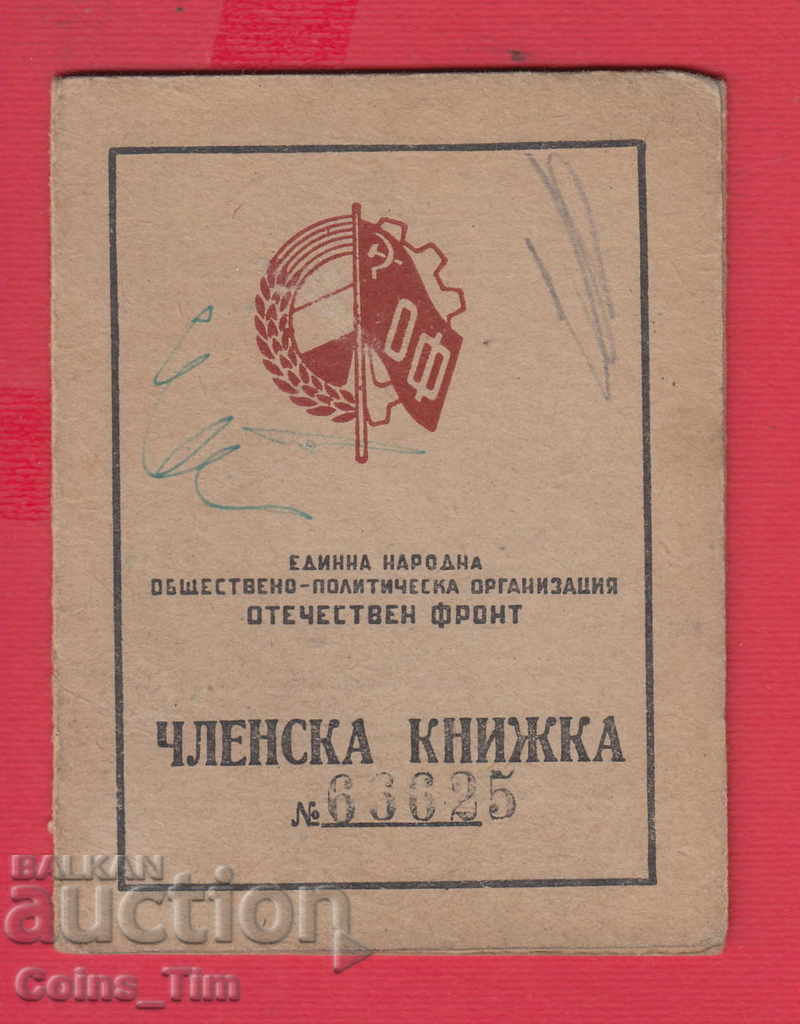 ОФ
ЕДИННА НАРОДНА
ОБЩЕСТВЕНО-ПОЛИТИЧЕСКА ОРГАНИЗАЦИЯ
ОТЕЧЕСТВЕН ФРОНТ
ЧЛЕНСКА КНИЖКА
№ 63625
BALKAN
auction
Coins_Tim